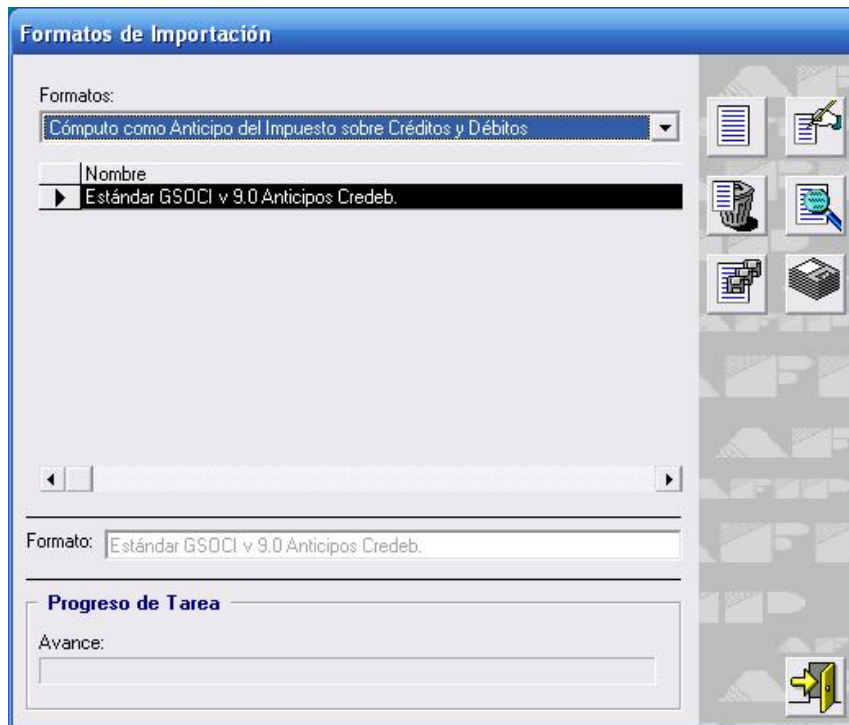 Formatos de Importación
Formatos:
Cómputo como Anticipo del Impuesto sobre Créditos y Débitos
Nombre
Estándar GSOCI v 9.0 Anticipos Credeb.
Formato: Estándar GSOCI v 9.0 Anticipos Credeb.
Progreso de Tarea
Avance: